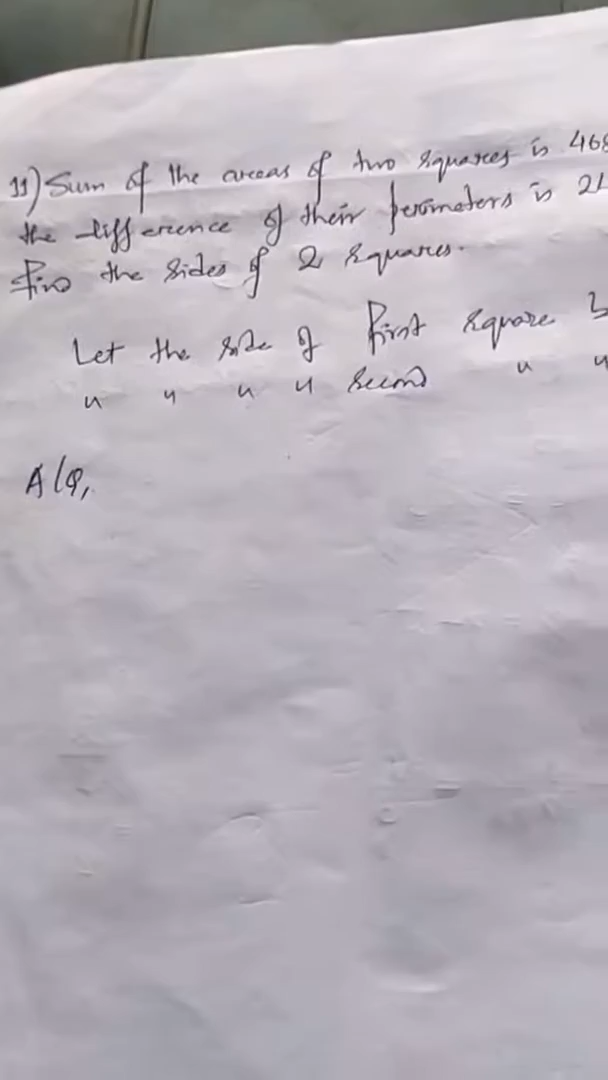 11) Sum of the areas of two squares is 468
the difference of their perimeters is
Find the sides of 2 squares.
Let the side of first square
" " " " second " "
A/Q,